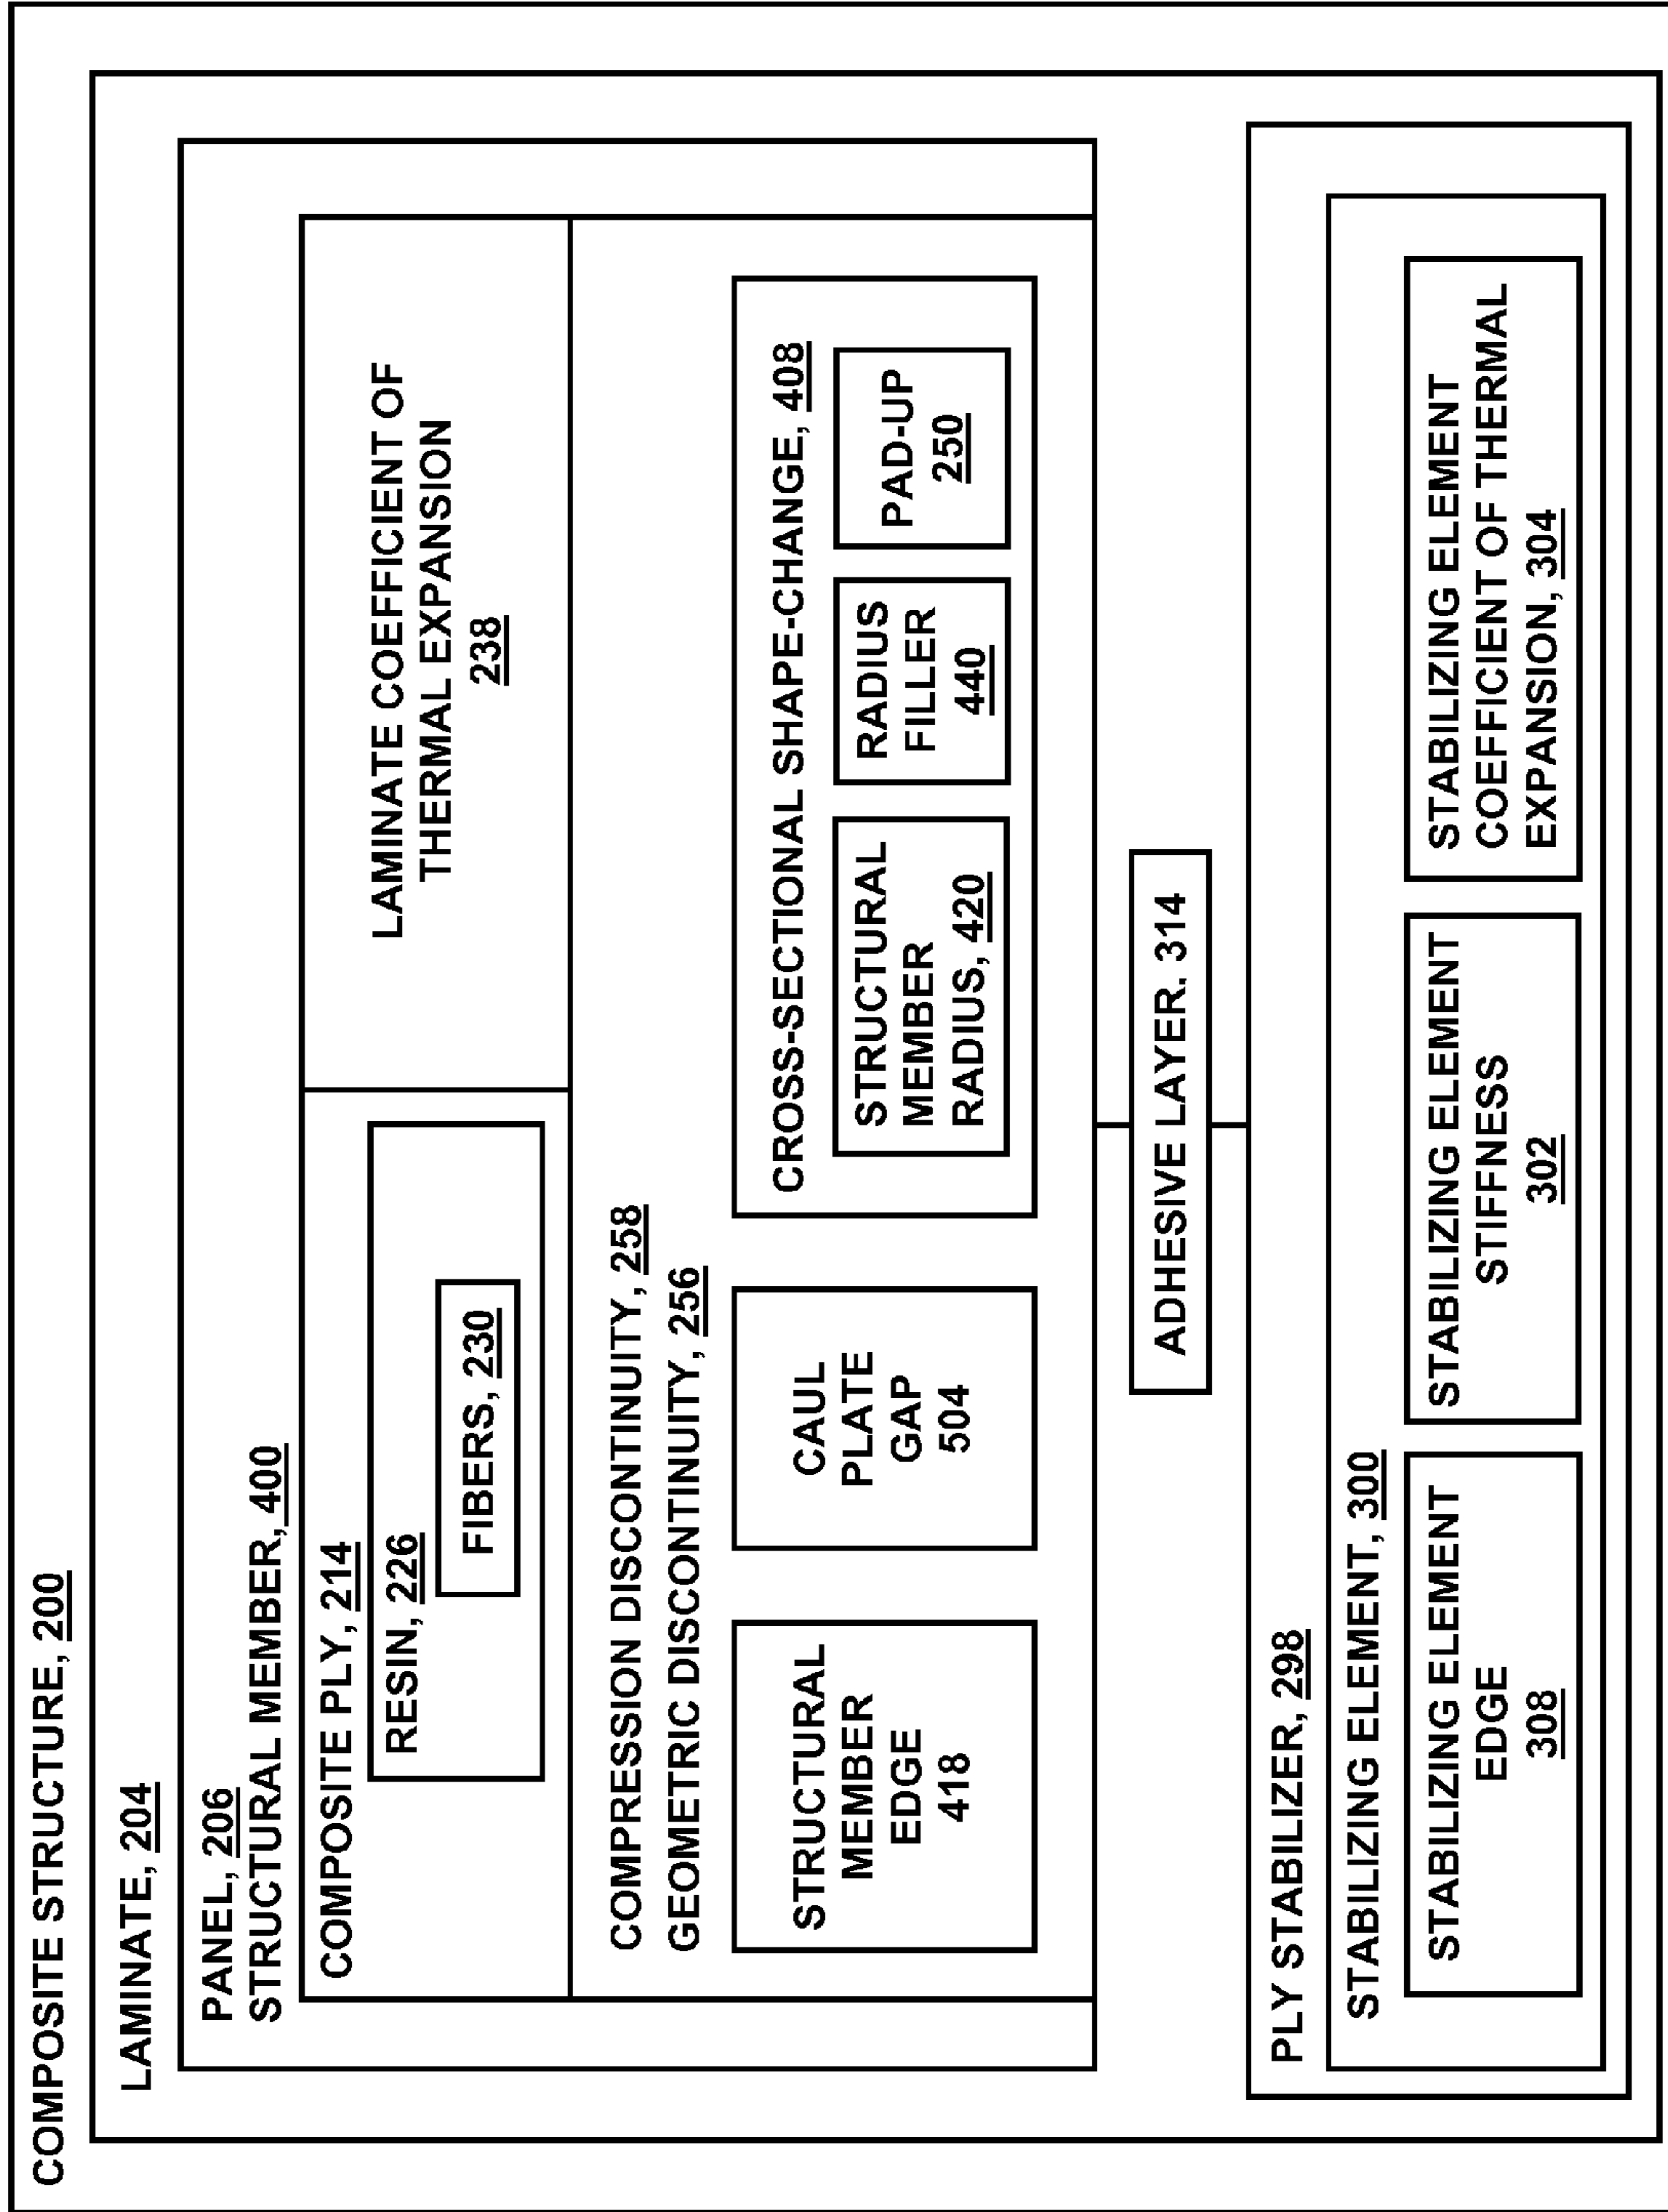 COMPOSITE STRUCTURE, 200
LAMINATE, 204
PANEL, 206
STRUCTURAL MEMBER, 400
COMPOSITE PLY, 214
RESIN, 226
FIBERS, 230
LAMINATE COEFFICIENT OF
THERMAL EXPANSION
238
COMPRESSION DISCONTINUITY, 258
GEOMETRIC DISCONTINUITY, 256
STRUCTURAL
MEMBER
EDGE
418
CAUL
PLATE
GAP
504
CROSS-SECTIONAL SHAPE-CHANGE, 408
STRUCTURAL
MEMBER
RADIUS, 420
RADIUS
FILLER
440
PAD-UP
250
ADHESIVE LAYER. 314
PLY STABILIZER, 298
STABILIZING ELEMENT, 300
STABILIZING ELEMENT
EDGE
308
STABILIZING ELEMENT
STIFFNESS
302
STABILIZING ELEMENT
COEFFICIENT OF THERMAL
EXPANSION, 304